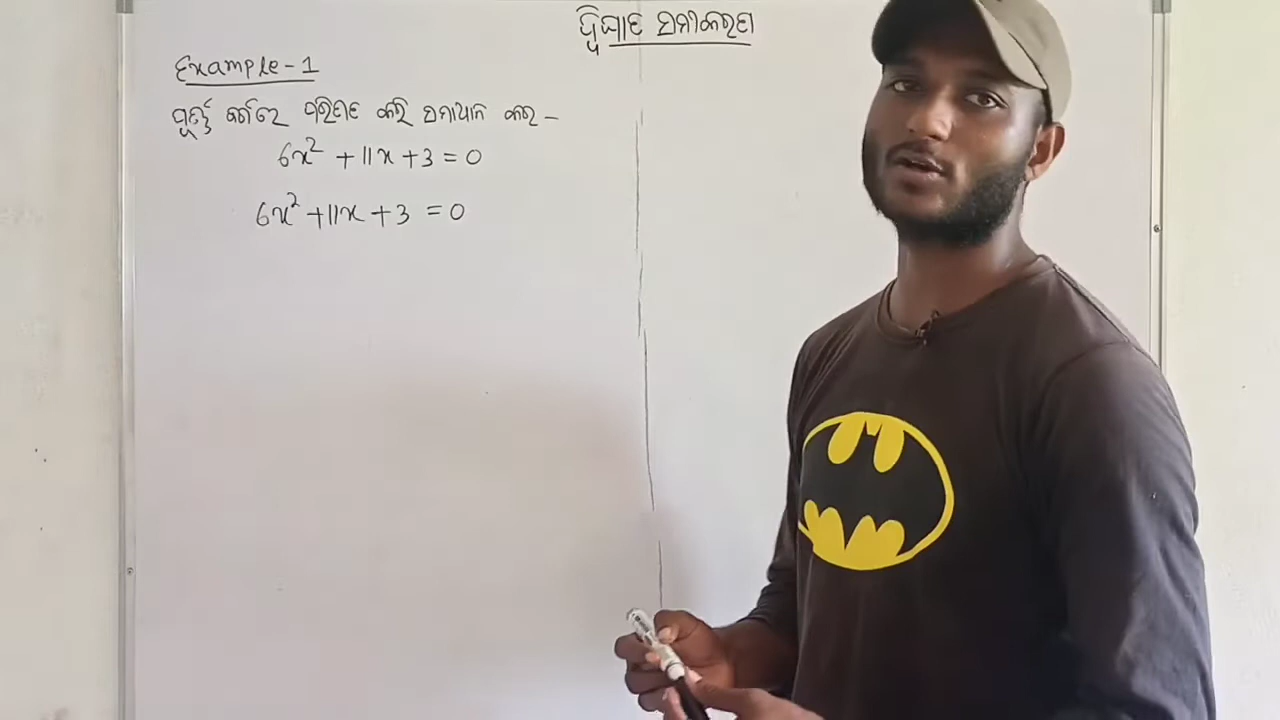 ଦ୍ୱିଘାତ ସମୀକରଣ
Example-1
ପୂର୍ଣ୍ଣ ବର୍ଗରେ ପରିଣତ କରି ସମାଧାନ କର -
6x² + 11x + 3 = 0
6x² + 11x + 3 = 0